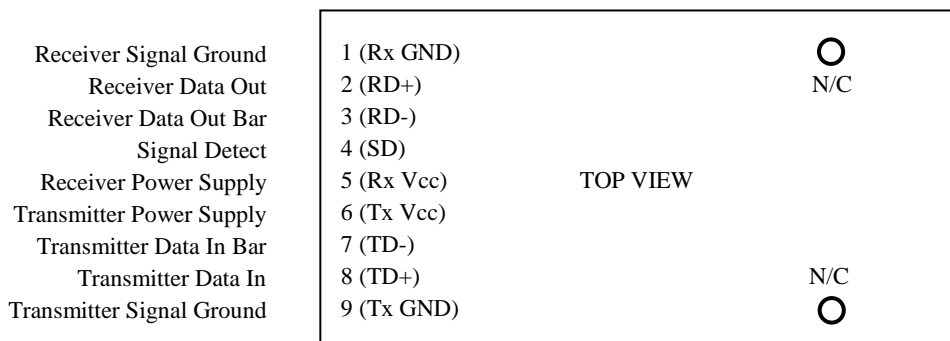 Receiver Signal Ground 1 (Rx GND)
Receiver Data Out 2 (RD+) N/C
Receiver Data Out Bar 3 (RD-)
Signal Detect 4 (SD)
Receiver Power Supply 5 (Rx Vcc) TOP VIEW
Transmitter Power Supply 6 (Tx Vcc)
Transmitter Data In Bar 7 (TD-)
Transmitter Data In 8 (TD+) N/C
Transmitter Signal Ground 9 (Tx GND)